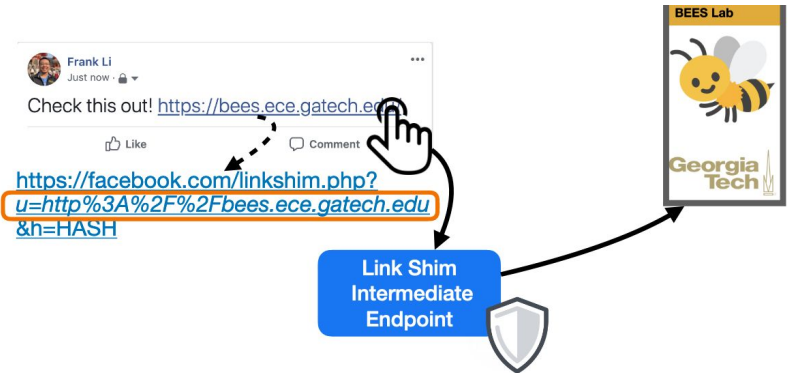 BEES Lab
Frank Li
Just now ·
Check this out! https://bees.ece.gatech.edu
Like
Comment
https://facebook.com/linkshim.php?
u=http%3A%2F%2Fbees.ece.gatech.edu
&h=HASH
Georgia
Tech
Link Shim
Intermediate
Endpoint